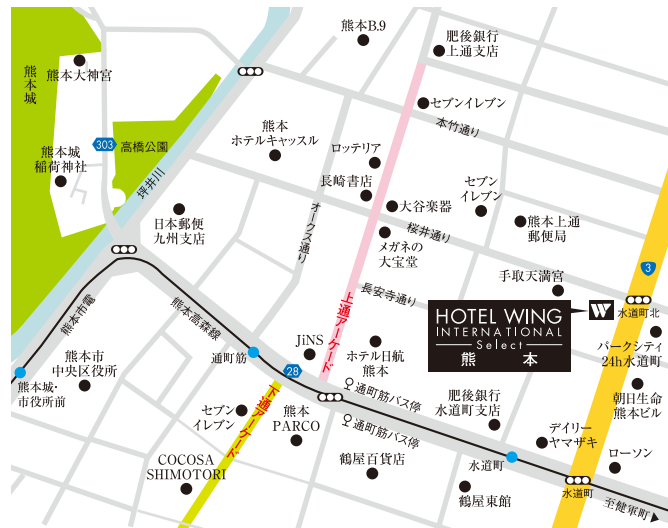 熊本B.9
肥後銀行
上通支店
熊本城
熊本大神宮
セブンイレブン
本竹通り
303
高橋公園
熊本
ホテルキャッスル
ロッテリア
熊本城
稲荷神社
坪井川
長崎書店
セブン
イレブン
大谷楽器
日本郵便
九州支店
オークス通り
桜井通り
熊本上通
郵便局
メガネの
大宝堂
3
手取天満宮
長安寺通り
上通アーケード
HOTEL WING
INTERNATIONAL
Select
熊 本
W
水道町北
熊本市電
熊本高森線
JiNS
ホテル日航
熊本
パークシティ
24h水道町
通町筋
28
熊本市
中央区役所
熊本城・
市役所前
通町筋バス停
朝日生命
熊本ビル
下通アーケード
肥後銀行
水道町支店
セブン
イレブン
熊本
PARCO
通町筋バス停
デイリー
ヤマザキ
COCOSA
SHIMOTORI
鶴屋百貨店
水道町
ローソン
鶴屋東館
水道町
至健軍町